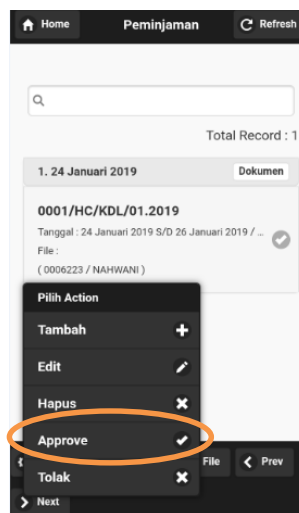 Home Peminjaman Refresh
Total Record : 1
1. 24 Januari 2019 Dokumen
0001/HC/KDL/01.2019
Tanggal : 24 Januari 2019 S/D 26 Januari 2019 / ...
File :
( 0006223 / NAHWANI )
Pilih Action
Tambah
Edit
Hapus
Approve
Tolak
File Prev
Next